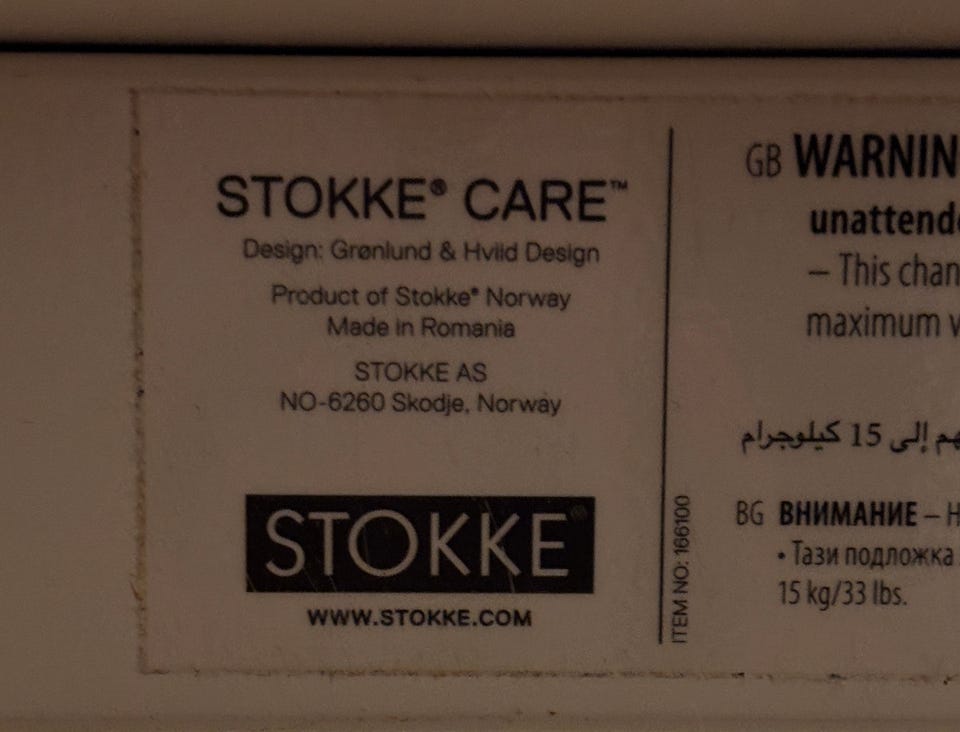 STOKKE® CARE™
Design: Grønlund & Hviid Design
Product of Stokke® Norway
Made in Romania
STOKKE AS
NO-6260 Skodje, Norway
STOKKE®
WWW.STOKKE.COM
ITEM NO: 166100
GB WARNIN
unattende
– This chan
maximum
إلى 15 كيلوجرام
BG ВНИМАНИЕ – Н
• Тази подложка
15 kg/33 lbs.